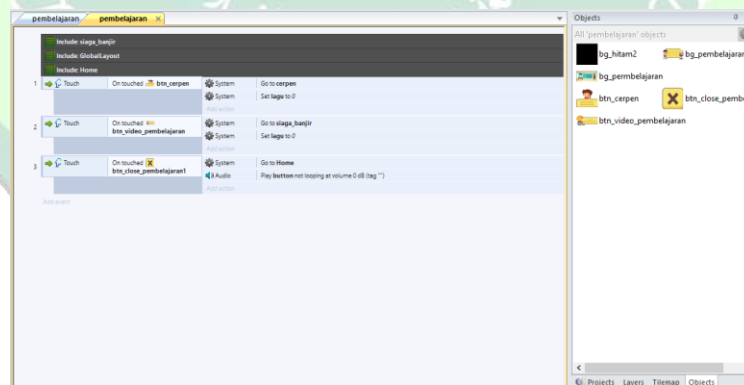 pembelajaran pembelajaran ×
Include: siaga_banjir
Include: GlobalLayout
Include: Home
1 Touch On touched btn_cerpen System Go to cerpen
System Set lagu to 0
Add action
2 Touch On touched btn_video_pembelajaran System Go to siaga_banjir
System Set lagu to 0
Add action
3 Touch On touched btn_close_pembelajaran1 System Go to Home
Audio Play button not looping at volume 0 dB (tag "")
Add action
Add event
Objects
All 'pembelajaran' objects
bg_hitam2 bg_pembelajaran
bg_permbelajaran
btn_cerpen btn_close_pembe
btn_video_pembelajaran
Projects Layers Tilemap Objects